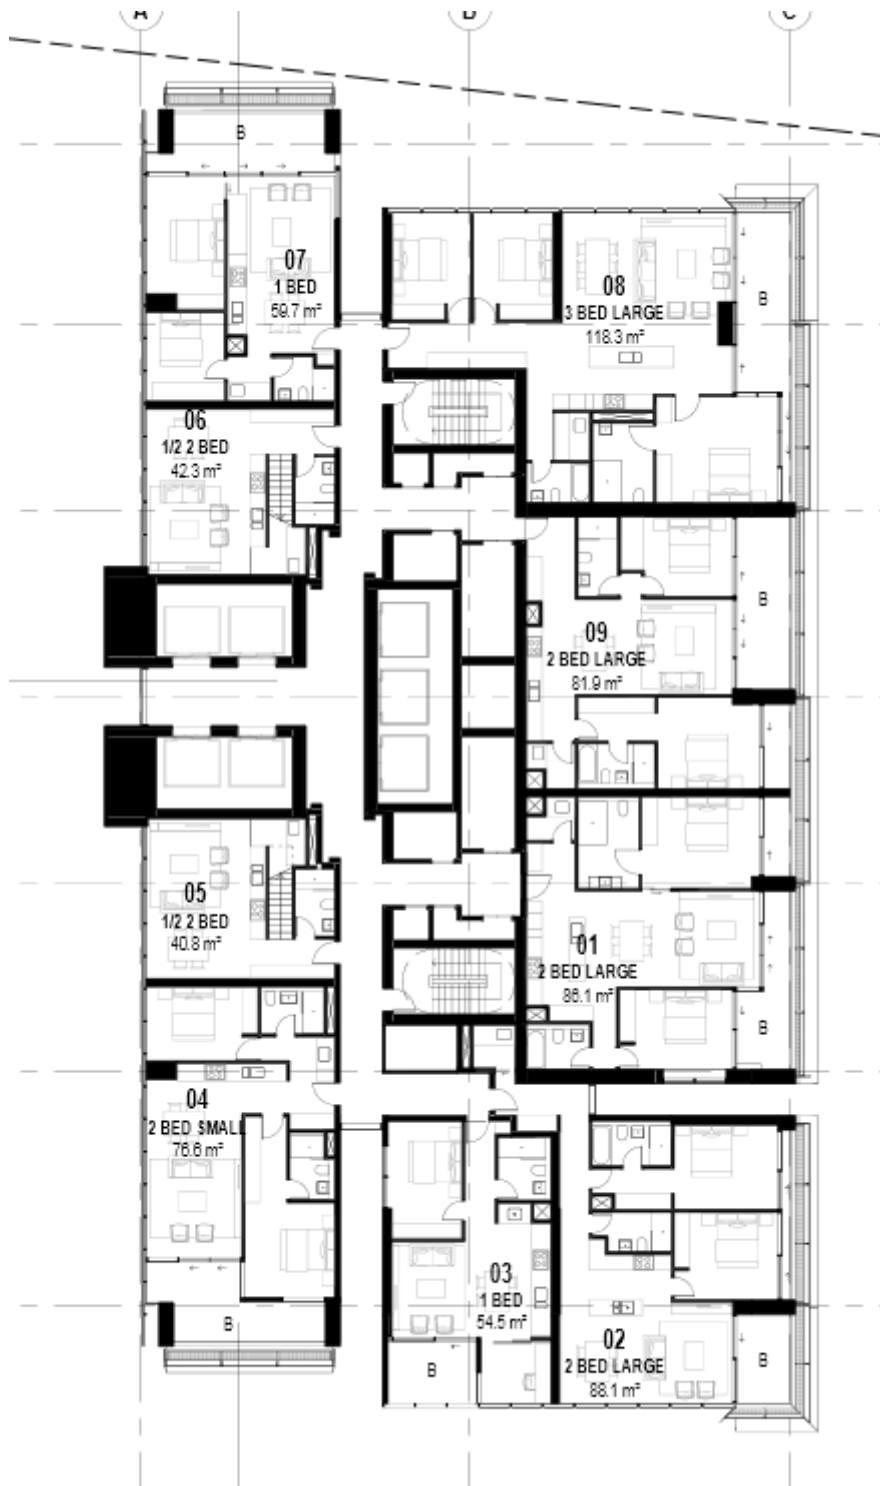 A
C
B
07
1 BED
59.7 m²
08
3 BED LARGE
118.3 m²
B
06
1/2 2 BED
42.3 m²
09
2 BED LARGE
81.9 m²
B
05
1/2 2 BED
40.8 m²
01
2 BED LARGE
86.1 m²
B
04
2 BED SMALL
76.6 m²
B
03
1 BED
54.5 m²
B
02
2 BED LARGE
88.1 m²
B